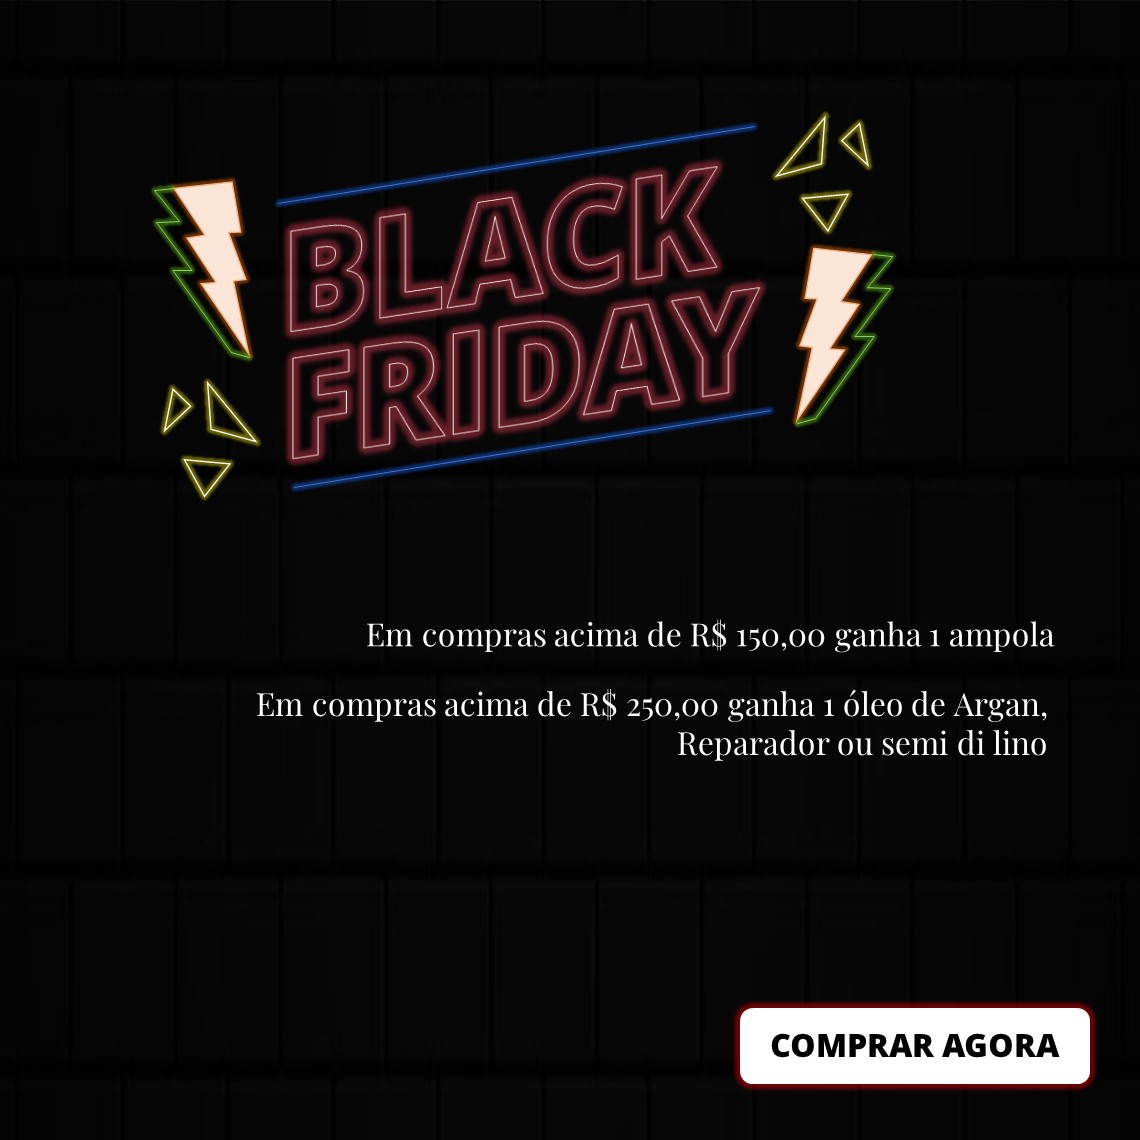 BLACK
FRIDAY
Em compras acima de R$ 150,00 ganha 1 ampola
Em compras acima de R$ 250,00 ganha 1 óleo de Argan,
Reparador ou semi di lino
COMPRAR AGORA